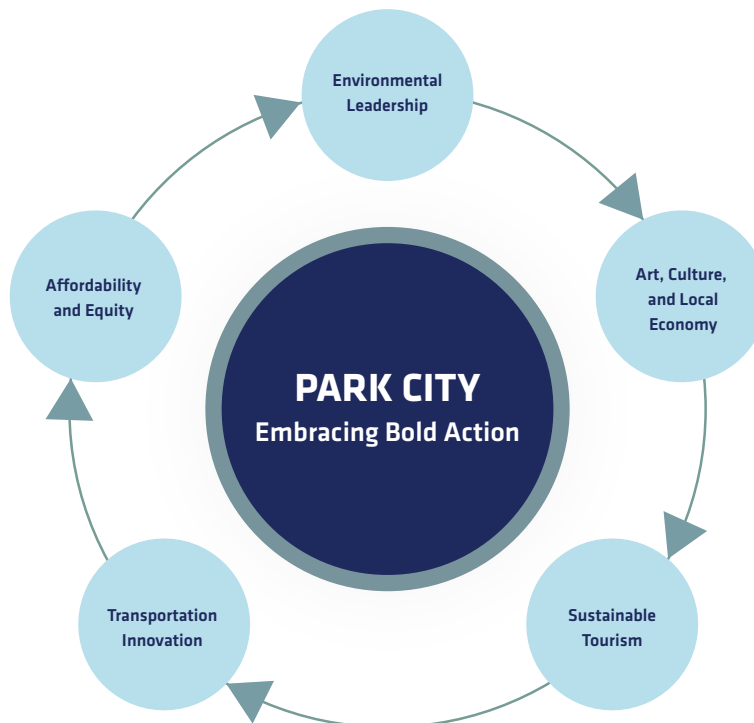 Environmental
Leadership
Art, Culture,
and Local
Economy
Sustainable
Tourism
Transportation
Innovation
Affordability
and Equity
PARK CITY
Embracing Bold Action